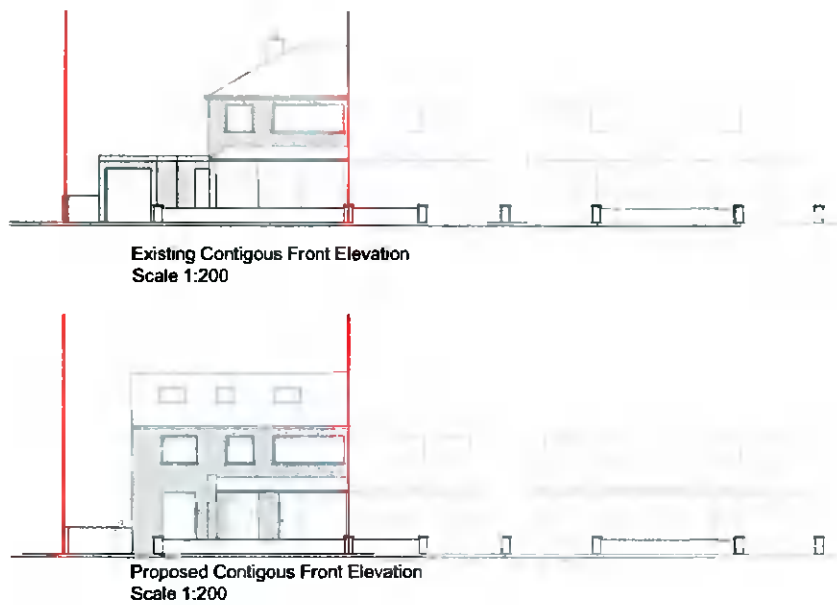 Existing Contigous Front Elevation
Scale 1:200
Proposed Contigous Front Elevation
Scale 1:200